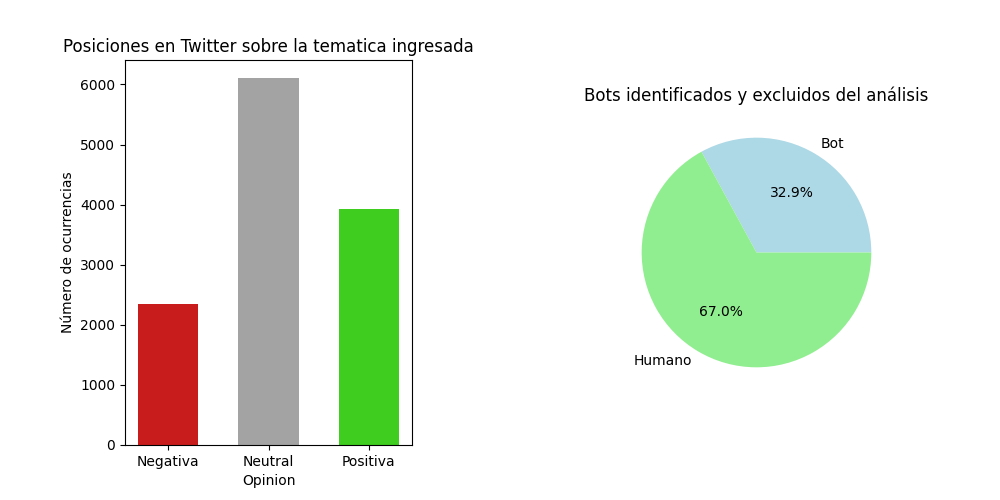 Posiciones en Twitter sobre la tematica ingresada
Número de ocurrencias
6000
5000
4000
3000
2000
1000
0
Negativa
Neutral
Positiva
Opinion
Bots identificados y excluidos del análisis
Bot
32.9%
67.0%
Humano